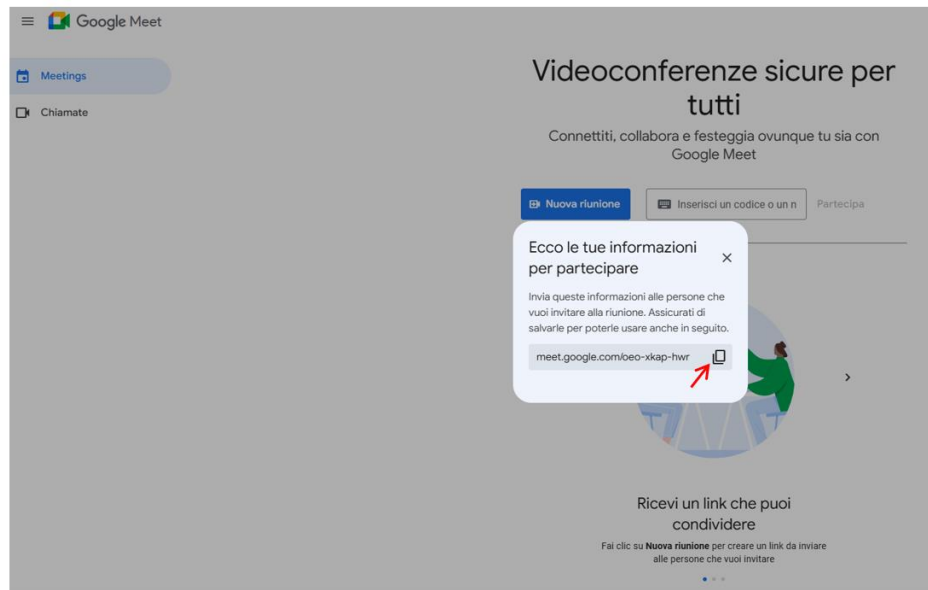 Google Meet
Meetings
Chiamate
Videoconferenze sicure per
tutti
Connettiti, collabora e festeggia ovunque tu sia con
Google Meet
Nuova riunione
Inserisci un codice o un n
Partecipa
Ecco le tue informazioni
per partecipare
Invia queste informazioni alle persone che
vuoi invitare alla riunione. Assicurati di
salvarle per poterle usare anche in seguito.
meet.google.com/oeo-xkap-hwr
Ricevi un link che puoi
condividere
Fai clic su Nuova riunione per creare un link da inviare
alle persone che vuoi invitare